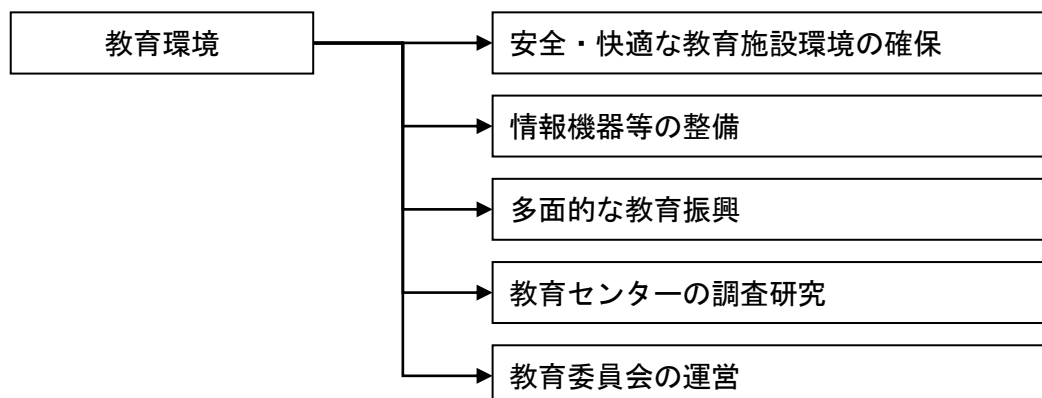 教育環境
安全・快適な教育施設環境の確保
情報機器等の整備
多面的な教育振興
教育センターの調査研究
教育委員会の運営